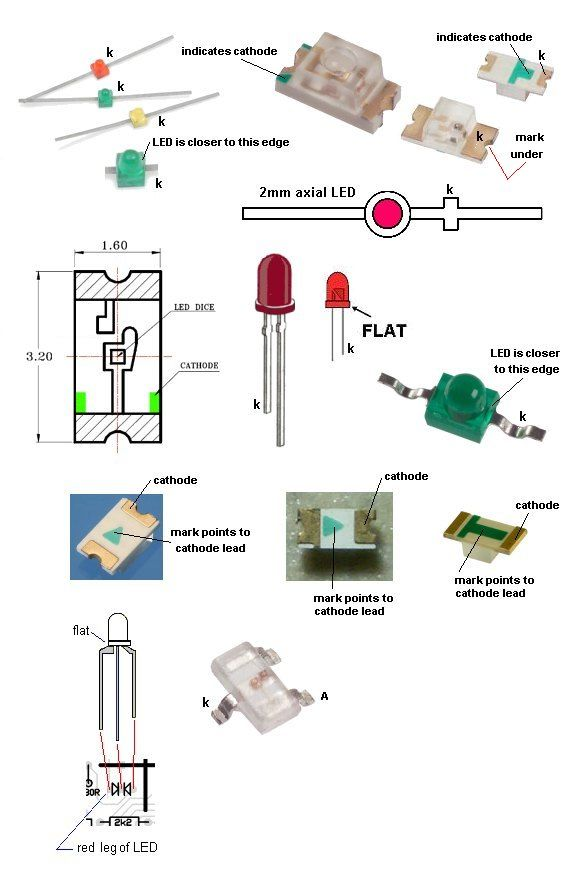 indicates cathode
indicates cathode
k
k
k
k
LED is closer to this edge
k
k
mark
under
2mm axial LED
k
1.60
LED DICE
3.20
CATHODE
k
FLAT
k
LED is closer
to this edge
k
cathode
mark points to
cathode lead
cathode
mark points to
cathode lead
cathode
mark points to
cathode lead
flat
k
A
30R
2k2
red leg of LED